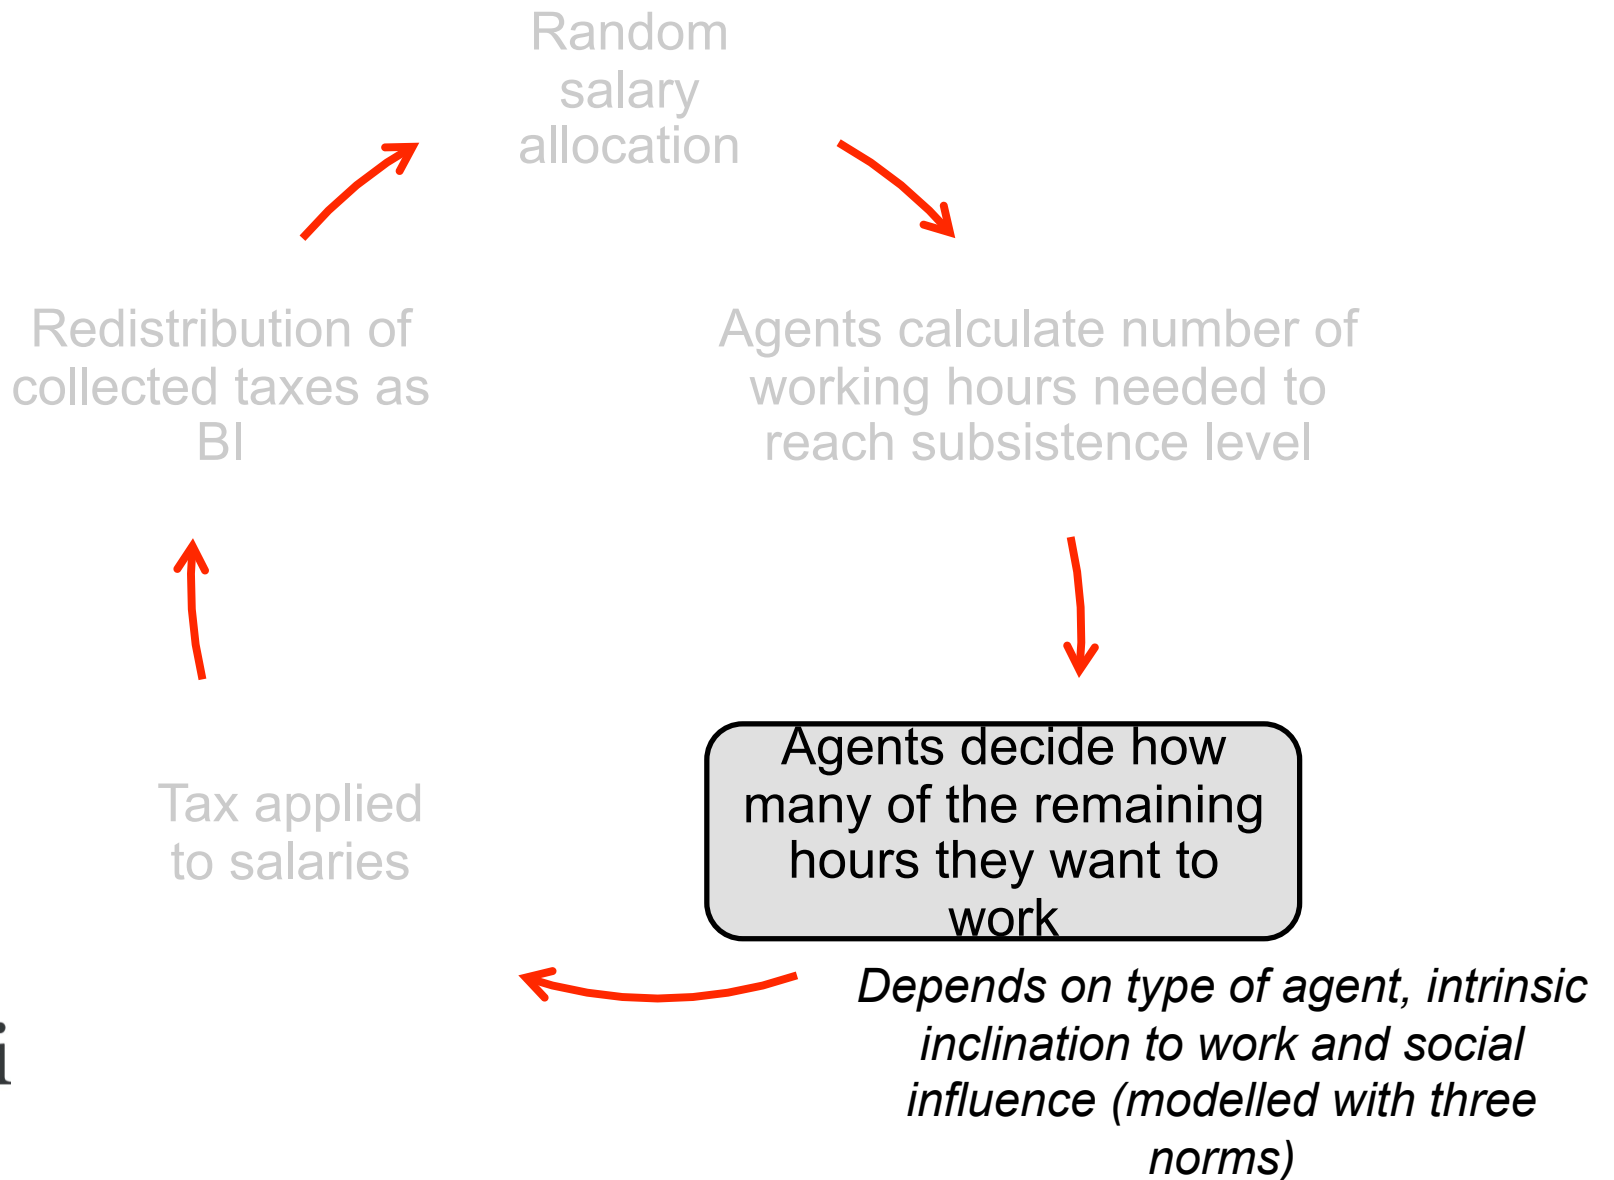 Random
salary
allocation
Redistribution of
collected taxes as
BI
Agents calculate number of
working hours needed to
reach subsistence level
Agents decide how
many of the remaining
hours they want to
work
Tax applied
to salaries
Depends on type of agent, intrinsic
inclination to work and social
influence (modelled with three
norms)
i